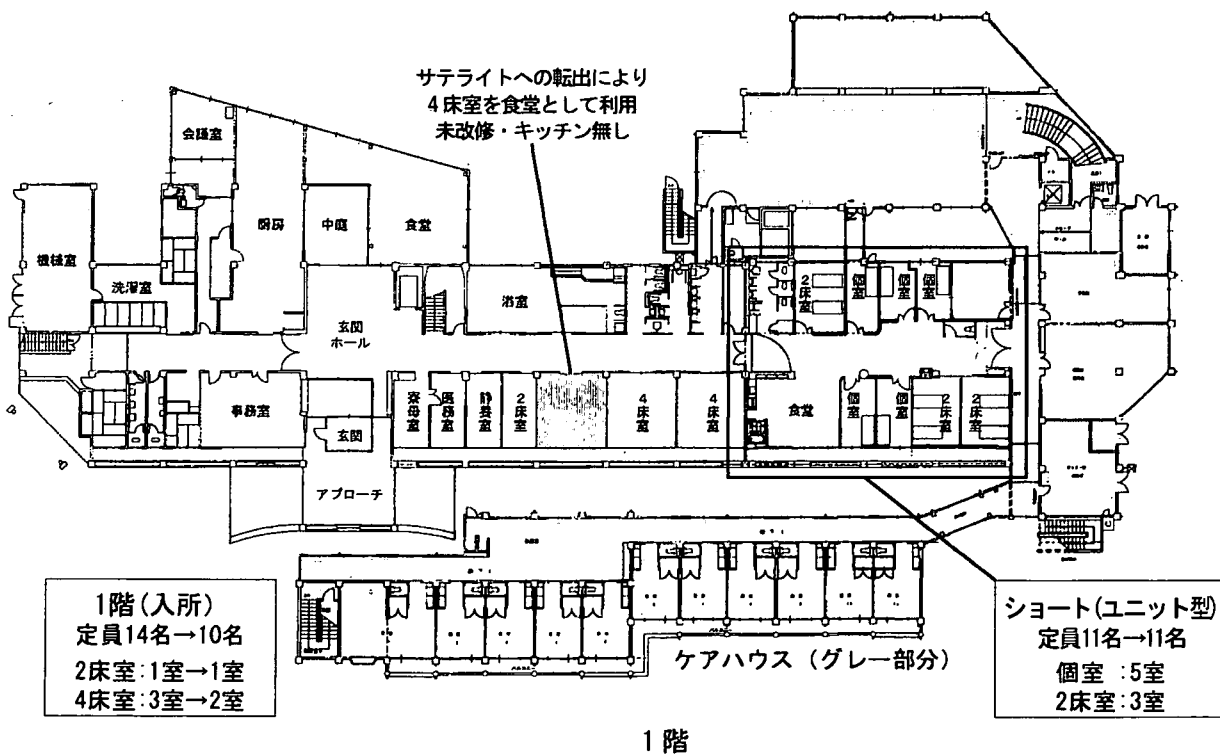 サテライトへの転出により
4床室を食堂として利用
未改修・キッチン無し
会議室
厨房
中庭
食堂
機械室
洗濯室
浴室
玄関
ホール
2床室
個室
個室
個室
事務室
玄関
寮母室
医務室
静養室
2床室
4床室
4床室
食堂
個室
個室
2床室
2床室
アプローチ
1階(入所)
定員14名→10名
2床室:1室→1室
4床室:3室→2室
ケアハウス(グレー部分)
ショート(ユニット型)
定員11名→11名
個室 :5室
2床室:3室
1階